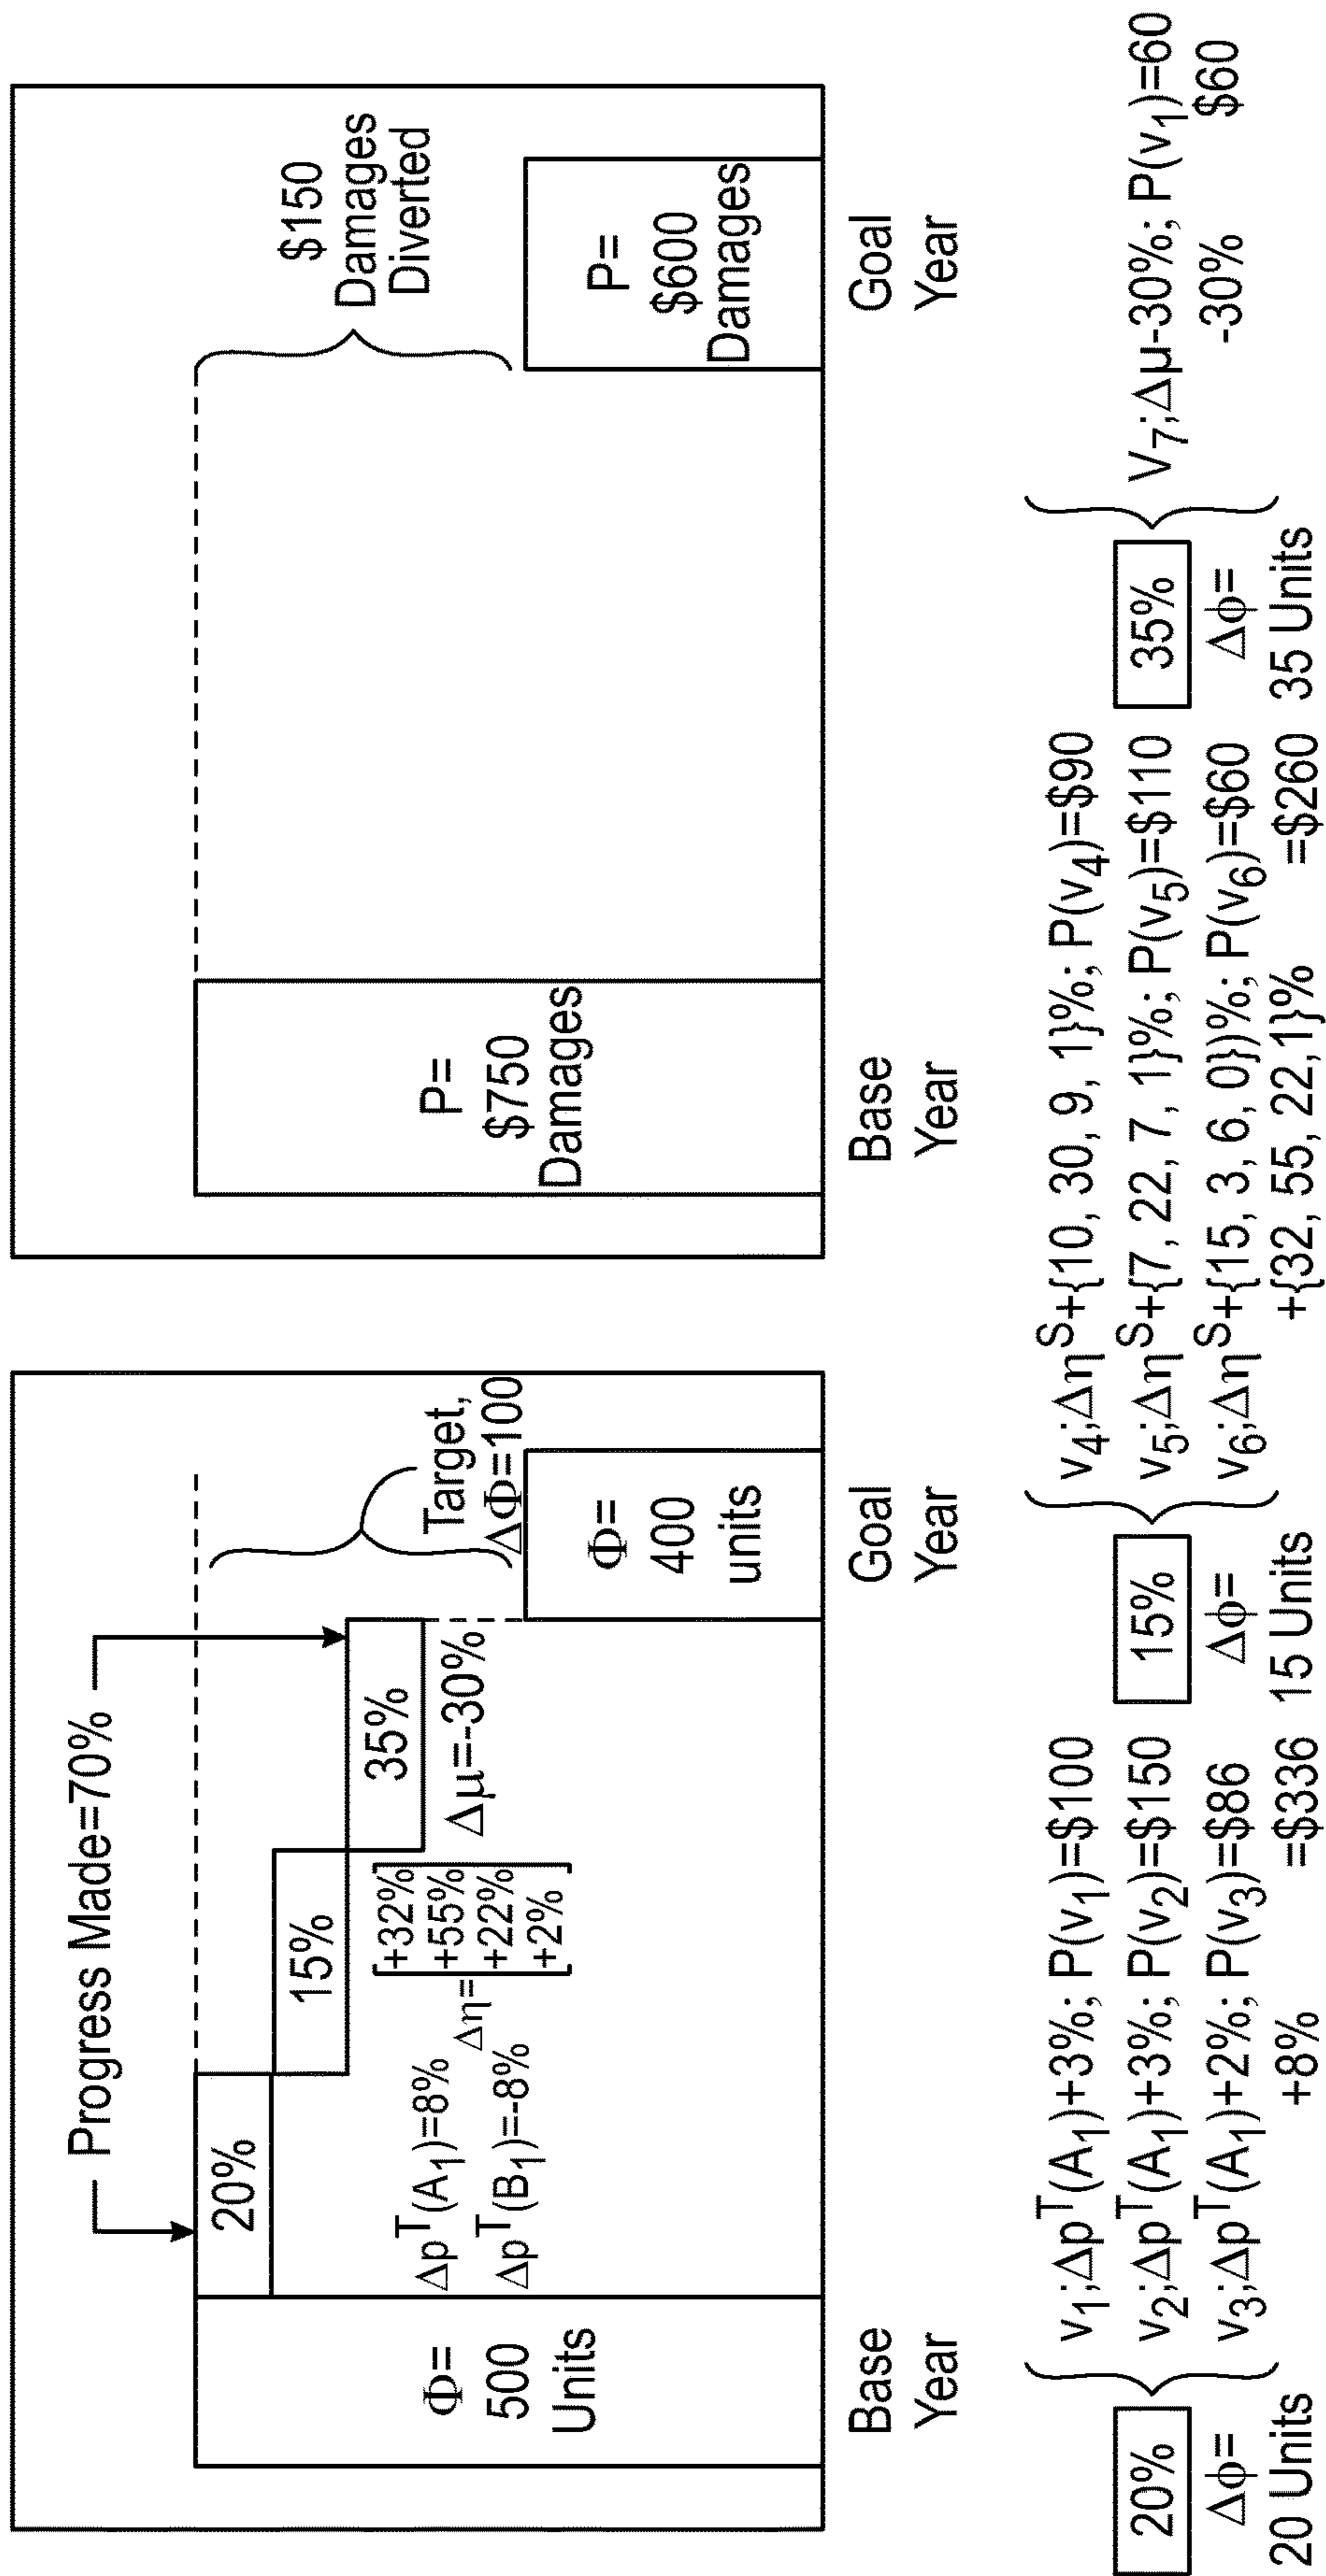 Progress Made=70%
20%
15%
35%
Φ=
500
Units
Δp^T(A₁)=8%
Δp^T(B₁)=-8%
Δη=
+32%
+55%
+22%
+2%
Δμ=-30%
Target,
ΔΦ=100
Φ=
400
units
Base
Year
Goal
Year
P=
$750
Damages
$150
Damages
Diverted
P=
$600
Damages
Base
Year
Goal
Year
20%
Δϕ=
20 Units
v₁;Δp^T(A₁)+3%; P(v₁)=$100
v₂;Δp^T(A₁)+3%; P(v₂)=$150
v₃;Δp^T(A₁)+2%; P(v₃)=$86
+8% =$336
15%
Δϕ=
15 Units
v₄;Δη^S+{10, 30, 9, 1}%; P(v₄)=$90
v₅;Δη^S+{7, 22, 7, 1}%; P(v₅)=$110
v₆;Δη^S+{15, 3, 6, 0})%; P(v₆)=$60
+{32, 55, 22, 1}% =$260
35%
Δϕ=
35 Units
V₇;Δμ-30%; P(v₁)=60
-30% $60